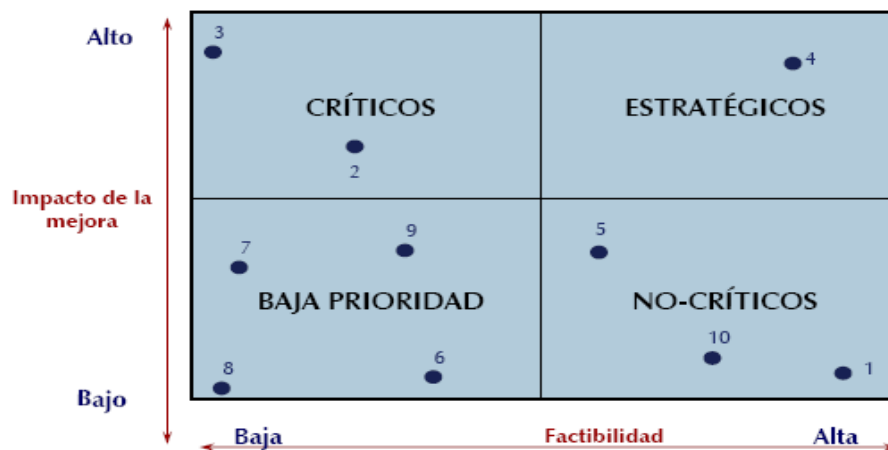 Alto
3
4
CRÍTICOS
ESTRATÉGICOS
2
Impacto de la
mejora
7
9
5
BAJA PRIORIDAD
NO-CRÍTICOS
8
6
10
1
Bajo
Baja
Factibilidad
Alta